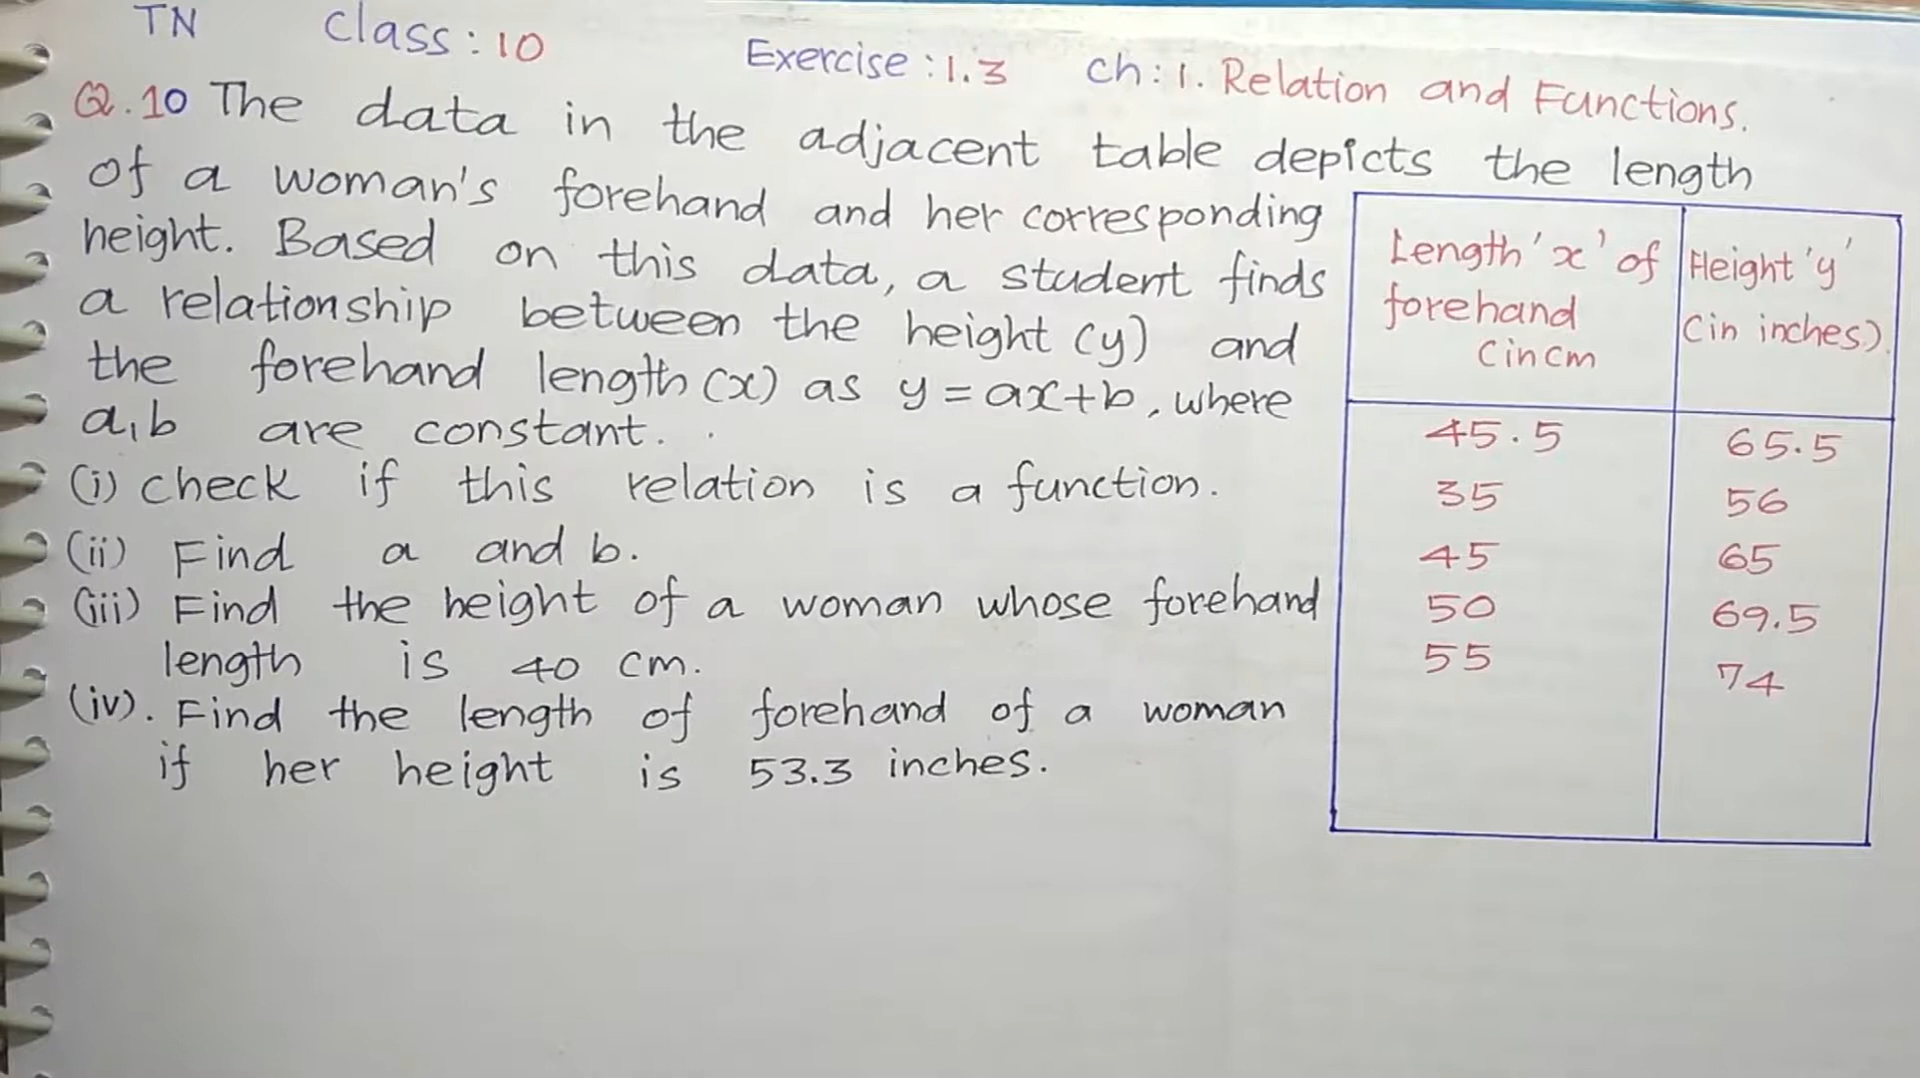 TN Class : 10 Exercise : 1.3 Ch : 1. Relation and Functions.
Q.10 The data in the adjacent table depicts the length
of a woman's forehand and her corresponding
height. Based on this data, a student finds
a relationship between the height (y) and
the forehand length (x) as y = ax+b, where
a,b are constant.
(i) check if this relation is a function.
(ii) Find a and b.
(iii) Find the height of a woman whose forehand
length is 40 cm.
(iv). Find the length of forehand of a woman
if her height is 53.3 inches.
Length 'x' of Height 'y'
forehand (in inches)
Cincm
45.5 65.5
35 56
45 65
50 69.5
55 74